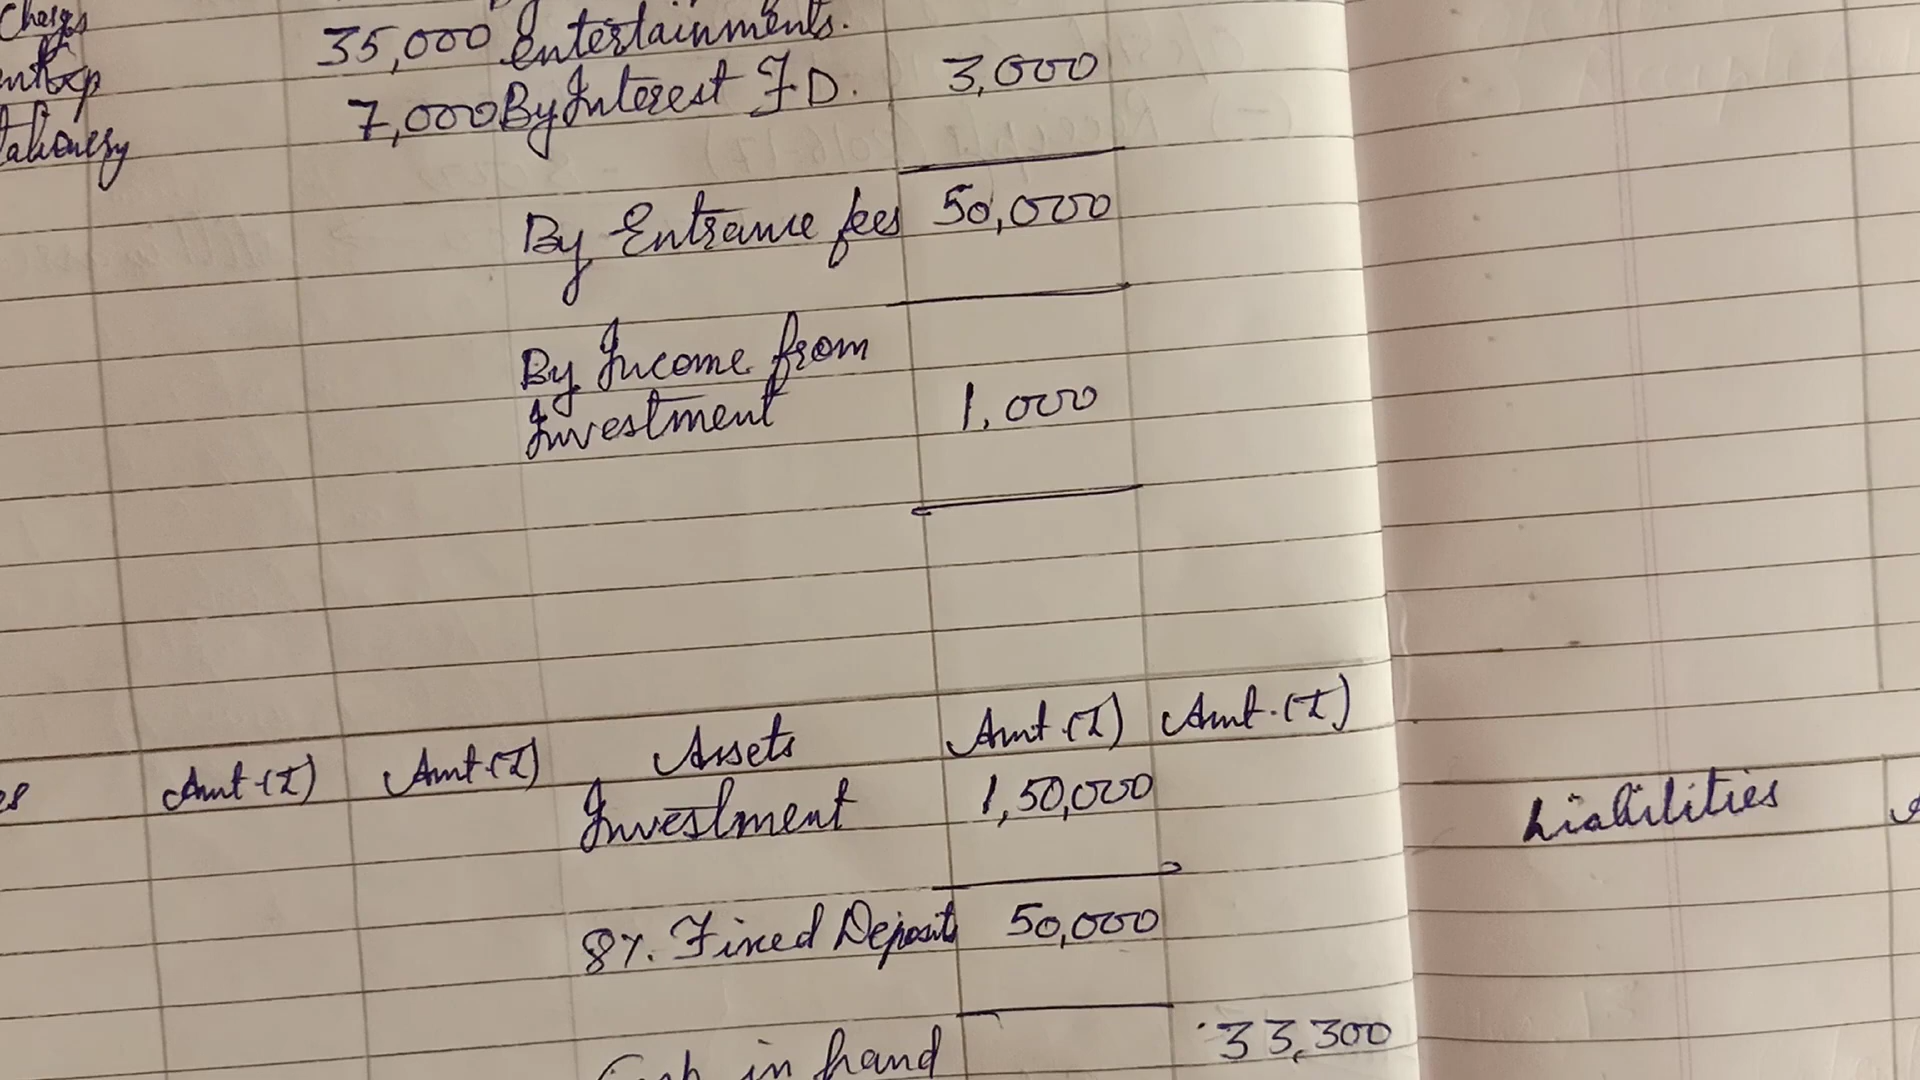 Charges 35,000 entertainments.
7,000 By Interest F.D. 3,000
By Entrance fees 50,000
By Income from
Investment 1,000
Amt.(₹) Amt.(₹) Assets Amt.(₹) Amt.(₹)
Investment 1,50,000
Liabilities
8%. Fixed Deposit 50,000
Cash in hand 33,300